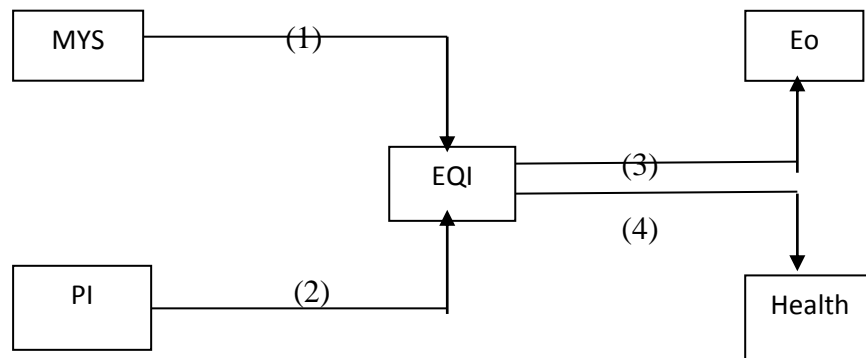 MYS
(1)
Eo
EQI
(3)
(4)
PI
(2)
Health